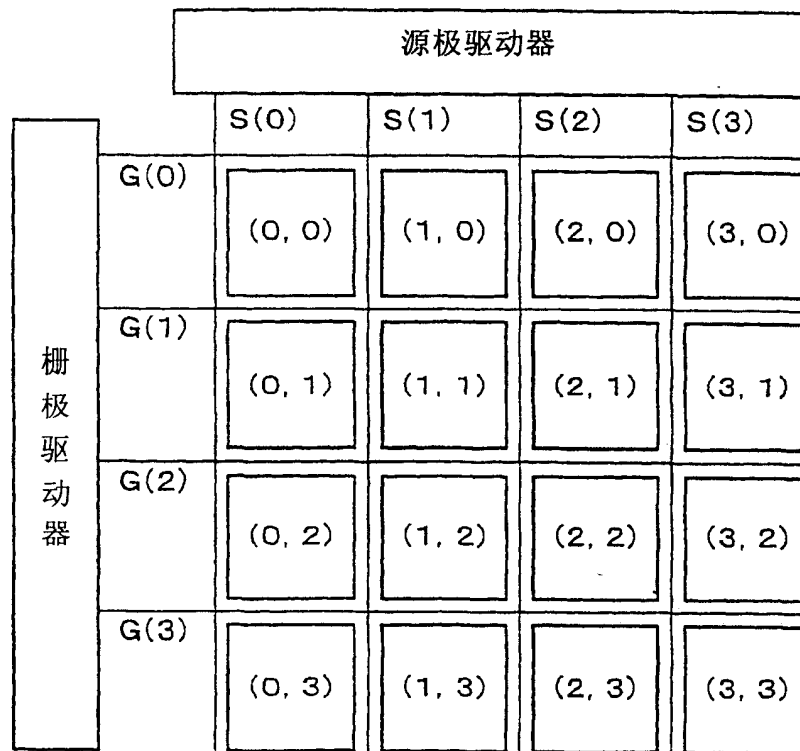 源极驱动器
S(0) S(1) S(2) S(3)
G(0)
(0, 0) (1, 0) (2, 0) (3, 0)
G(1)
(0, 1) (1, 1) (2, 1) (3, 1)
G(2)
(0, 2) (1, 2) (2, 2) (3, 2)
G(3)
(0, 3) (1, 3) (2, 3) (3, 3)
栅极驱动器